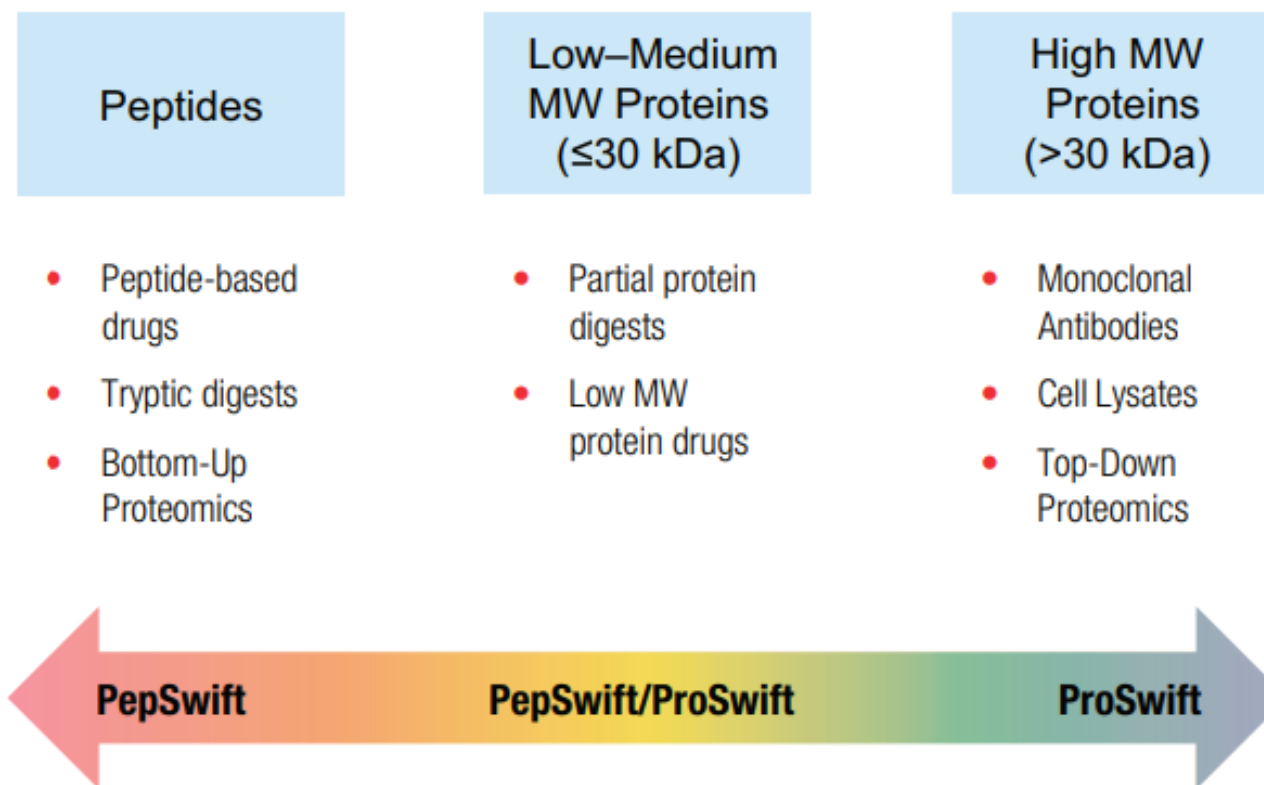 Peptides
Low–Medium
MW Proteins
(≤30 kDa)
High MW
Proteins
(>30 kDa)
• Peptide-based
drugs
• Tryptic digests
• Bottom-Up
Proteomics
• Partial protein
digests
• Low MW
protein drugs
• Monoclonal
Antibodies
• Cell Lysates
• Top-Down
Proteomics
PepSwift
PepSwift/ProSwift
ProSwift